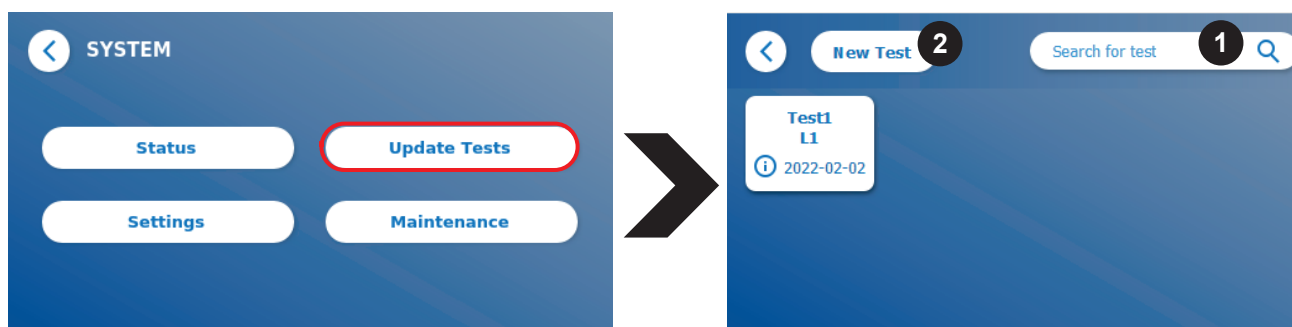 SYSTEM
Status
Update Tests
Settings
Maintenance
New Test
2
Search for test
1
Test1
L1
2022-02-02